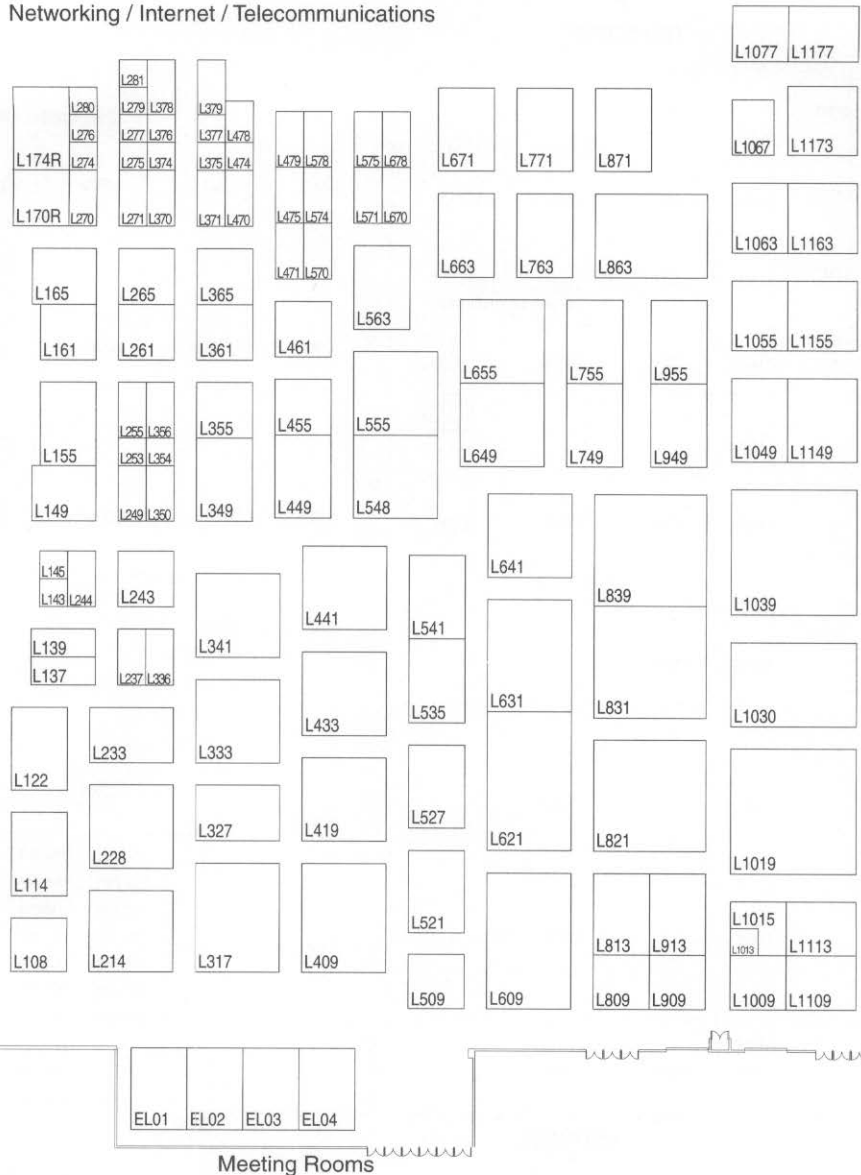 Networking / Internet / Telecommunications
L1077 L1177
L281
L280 L279 L378 L379
L276 L277 L376 L377 L478 L1067 L1173
L174R L274 L275 L374 L375 L474 L479 L578 L575 L678 L671 L771 L871
L170R L270 L271 L370 L371 L470 L475 L574 L571 L670
L1063 L1163
L471 L570 L663 L763 L863
L165 L265 L365
L563
L161 L261 L361 L461 L1055 L1155
L655 L755 L955
L255 L356 L355 L455 L555
L155 L253 L354 L649 L749 L949 L1049 L1149
L149 L249 L350 L349 L449 L548
L145 L641
L143 L244 L243 L839 L1039
L441
L139 L341 L541
L137 L237 L336
L631 L831
L433 L535 L1030
L233 L333
L122
L527
L327 L419 L621 L821
L228 L1019
L114
L521
L1015
L813 L913 L1013 L1113
L108 L214 L317 L409
L509 L609 L809 L909 L1009 L1109
EL01 EL02 EL03 EL04
Meeting Rooms